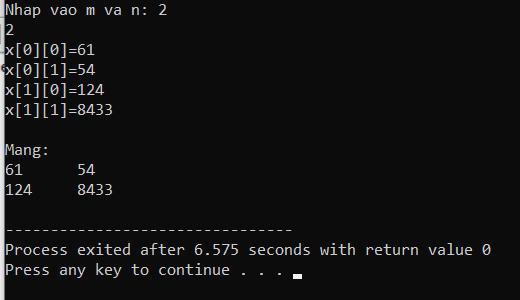 Nhap vao m va n: 2
2
x[0][0]=61
x[0][1]=54
x[1][0]=124
x[1][1]=8433
Mang:
61 54
124 8433
--------------------------------
Process exited after 6.575 seconds with return value 0
Press any key to continue . . .